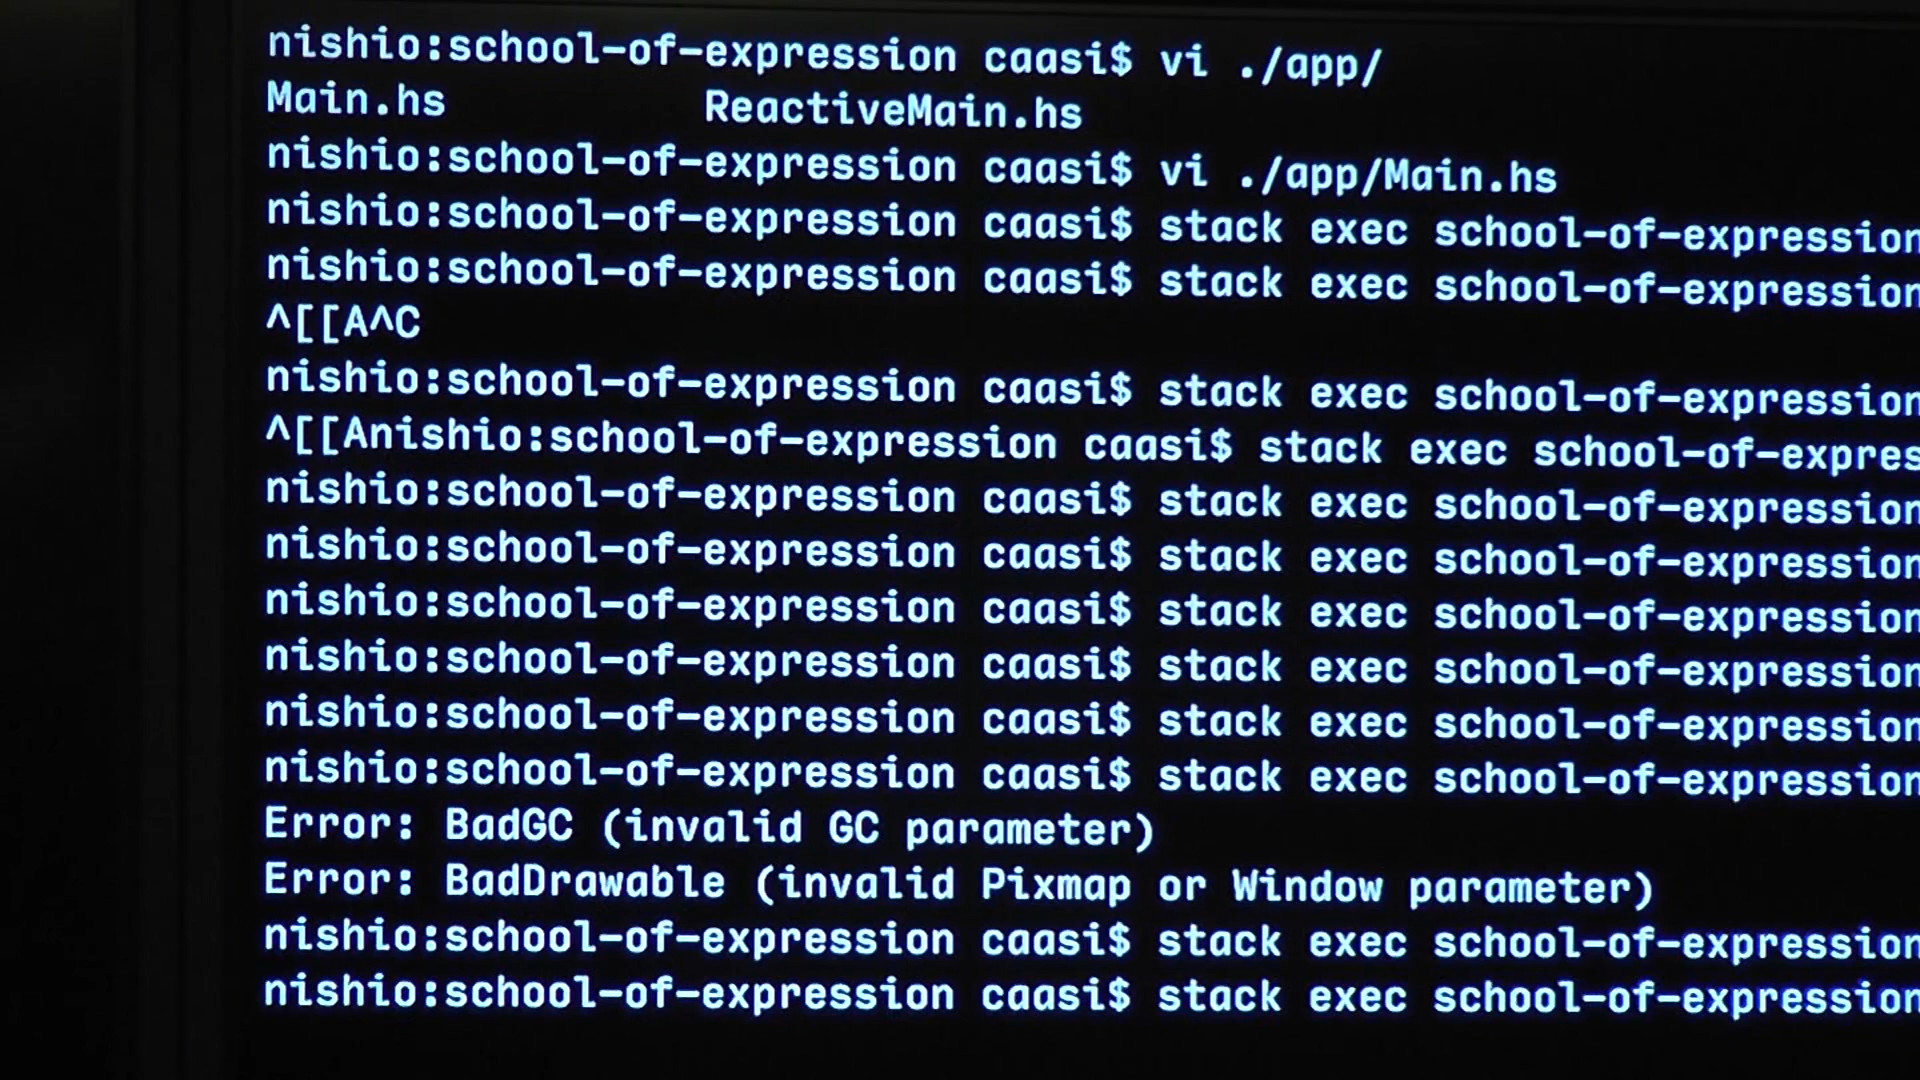 nishio:school-of-expression caasi$ vi ./app/
Main.hs ReactiveMain.hs
nishio:school-of-expression caasi$ vi ./app/Main.hs
nishio:school-of-expression caasi$ stack exec school-of-expression
nishio:school-of-expression caasi$ stack exec school-of-expression
^[[A^C
nishio:school-of-expression caasi$ stack exec school-of-expression
^[[Anishio:school-of-expression caasi$ stack exec school-of-expres
nishio:school-of-expression caasi$ stack exec school-of-expression
nishio:school-of-expression caasi$ stack exec school-of-expression
nishio:school-of-expression caasi$ stack exec school-of-expression
nishio:school-of-expression caasi$ stack exec school-of-expression
nishio:school-of-expression caasi$ stack exec school-of-expression
nishio:school-of-expression caasi$ stack exec school-of-expression
Error: BadGC (invalid GC parameter)
Error: BadDrawable (invalid Pixmap or Window parameter)
nishio:school-of-expression caasi$ stack exec school-of-expression
nishio:school-of-expression caasi$ stack exec school-of-expression